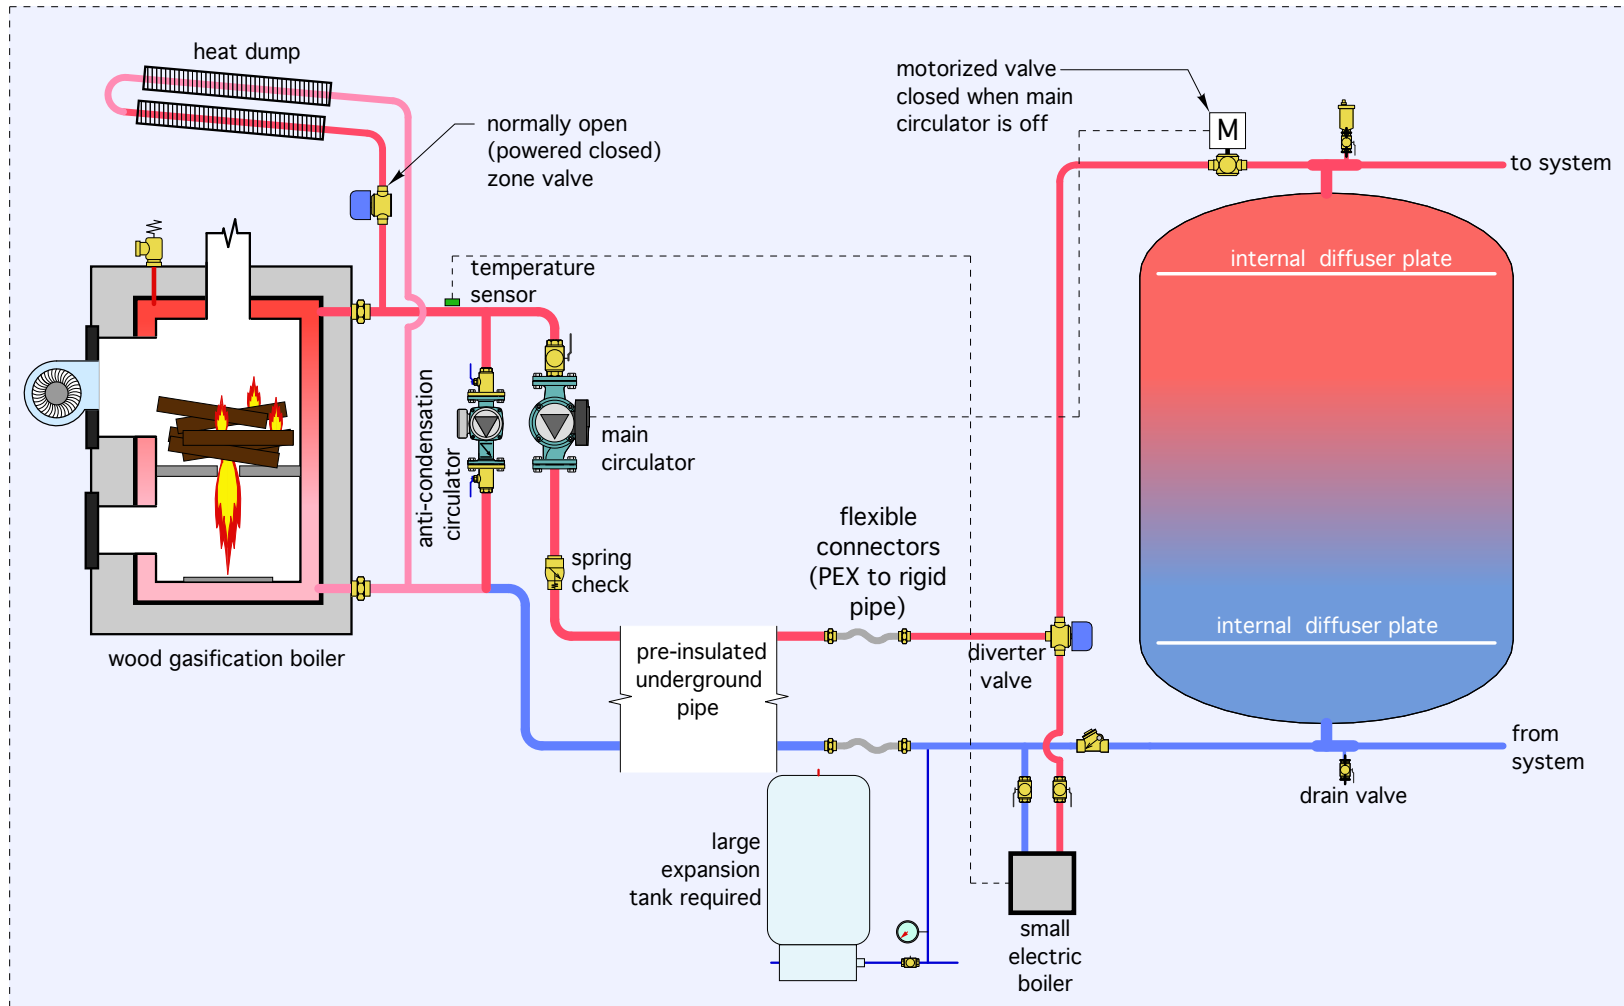 heat dump
normally open
(powered closed)
zone valve
motorized valve
closed when main
circulator is off
M
to system
internal diffuser plate
temperature
sensor
anti-condensation
circulator
main
circulator
flexible
connectors
(PEX to rigid
pipe)
spring
check
wood gasification boiler
pre-insulated
underground
pipe
diverter
valve
internal diffuser plate
from
system
drain valve
large
expansion
tank required
small
electric
boiler